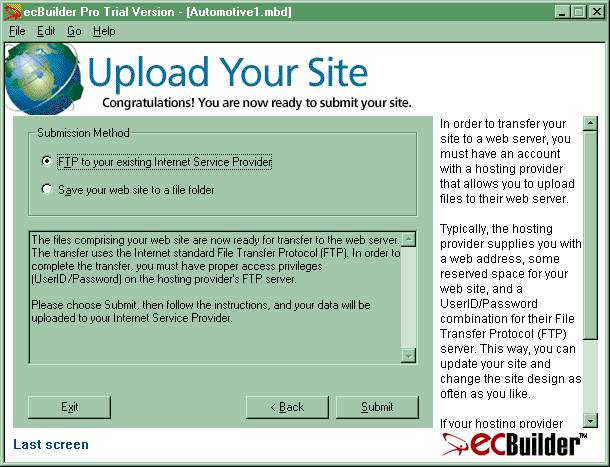 ecBuilder Pro Trial Version - [Automotive1.mbd]
File Edit Go Help
Upload Your Site
Congratulations! You are now ready to submit your site.
Submission Method
FTP to your existing Internet Service Provider
Save your web site to a file folder
The files comprising your web site are now ready for transfer to the web server.
The transfer uses the Internet standard File Transfer Protocol (FTP). In order to
complete the transfer, you must have proper access privileges
(UserID/Password) on the hosting provider's FTP server.
Please choose Submit, then follow the instructions, and your data will be
uploaded to your Internet Service Provider.
Exit
< Back
Submit
Last screen
In order to transfer your
site to a web server, you
must have an account
with a hosting provider
that allows you to upload
files to their web server.
Typically, the hosting
provider supplies you with
a web address, some
reserved space for your
web site, and a
UserID/Password
combination for their File
Transfer Protocol (FTP)
server. This way, you can
update your site and
change the site design as
often as you like.
If your hosting provider
ecBuilder™